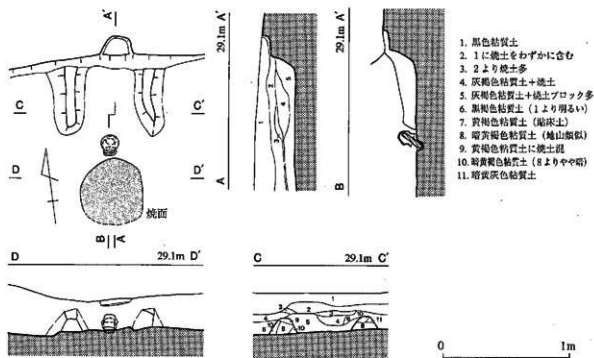 A'
C C'
D D'
焼面
B A
29.1m A'
A
29.1m B'
B
1. 黒色粘質土
2. 1に焼土をわずかに含む
3. 2より焼土多
4. 灰褐色粘質土+焼土
5. 灰褐色粘質土+焼土ブロック多
6. 黒褐色粘質土(1より明るい)
7. 黄褐色粘質土(貼床土)
8. 暗黄褐色粘質土(地山類似)
9. 黄褐色粘質土に焼土混
10. 暗黄褐色粘質土(8よりやや暗)
11. 暗黄灰色粘質土
D 29.1m D'
C 29.1m C'
0 1m